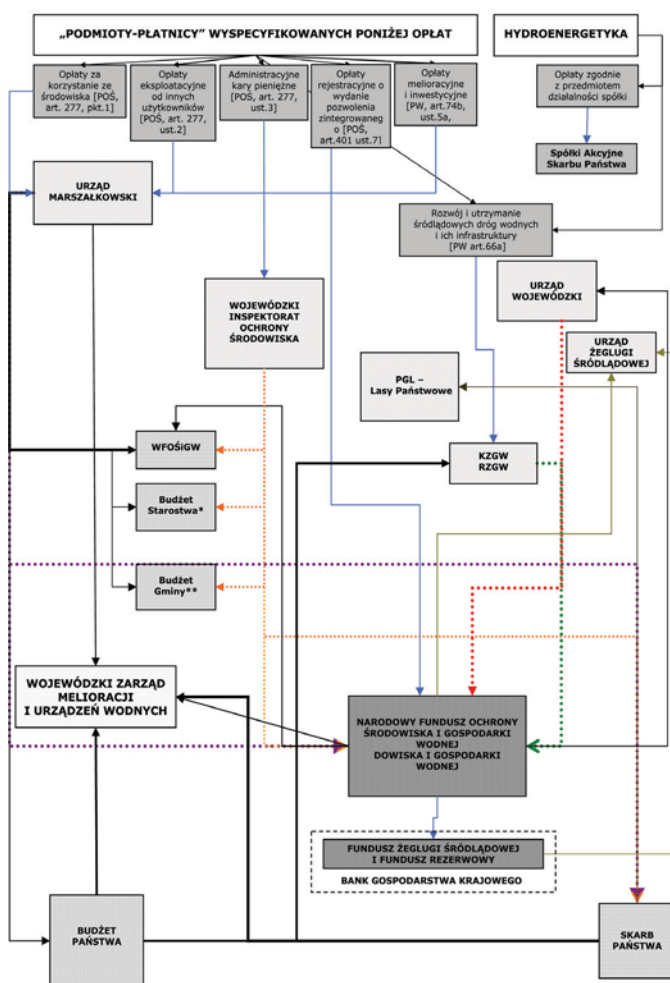 „PODMIOTY-PŁATNICY” WYSPECYFIKOWANYCH PONIŻEJ OPŁAT
HYDROENERGETYKA
Opłaty za
korzystanie ze
środowiska [POŚ,
art. 277, pkt.1]
Opłaty
eksploatacyjne
od innych
użytkowników
[POŚ, art. 277,
ust.2]
Administracyjne
kary pieniężne
[POŚ, art. 277,
ust.3]
Opłaty
rejestracyjne o
wydanie
pozwolenia
zintegrowaneg
o [POŚ,
art.401 ust.7]
Opłaty
melioracyjne i
inwestycyjne
[PW, art.74b,
ust.5a,
Opłaty zgodnie
z przedmiotem
działalności spółki
Spółki Akcyjne
Skarbu Państwa
URZĄD
MARSZAŁKOWSKI
Rozwój i utrzymanie
śródlądowych dróg wodnych
i ich infrastruktury
[PW art.66a]
WOJEWÓDZKI
INSPEKTORAT
OCHRONY
ŚRODOWISKA
URZĄD
WOJEWÓDZKI
URZĄD
ŻEGLUGI
ŚRÓDLĄDOWEJ
PGL –
Lasy Państwowe
WFOŚiGW
KZGW
RZGW
Budżet
Starostwa*
Budżet
Gminy**
WOJEWÓDZKI ZARZĄD
MELIORACJI
I URZĄDZEŃ WODNYCH
NARODOWY FUNDUSZ OCHRONY
ŚRODOWISKA I GOSPODARKI
WODNEJ
DOWISKA I GOSPODARKI
WODNEJ
FUNDUSZ ŻEGLUGI ŚRÓDLĄDOWEJ
I FUNDUSZ REZERWOWY
BANK GOSPODARSTWA KRAJOWEGO
BUDŻET
PAŃSTWA
SKARB
PAŃSTWA